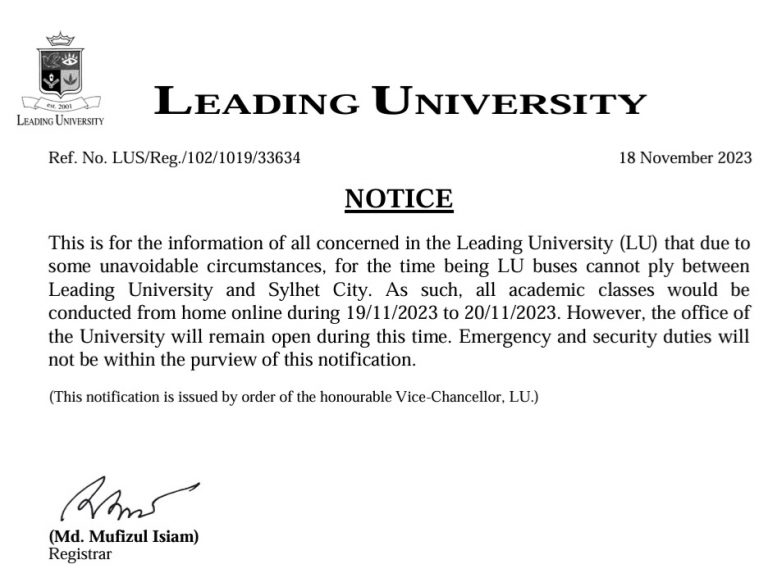 est. 2001
LEADING UNIVERSITY
LEADING UNIVERSITY
Ref. No. LUS/Reg./102/1019/33634 18 November 2023
NOTICE
This is for the information of all concerned in the Leading University (LU) that due to
some unavoidable circumstances, for the time being LU buses cannot ply between
Leading University and Sylhet City. As such, all academic classes would be
conducted from home online during 19/11/2023 to 20/11/2023. However, the office of
the University will remain open during this time. Emergency and security duties will
not be within the purview of this notification.
(This notification is issued by order of the honourable Vice-Chancellor, LU.)
(Md. Mufizul Isiam)
Registrar